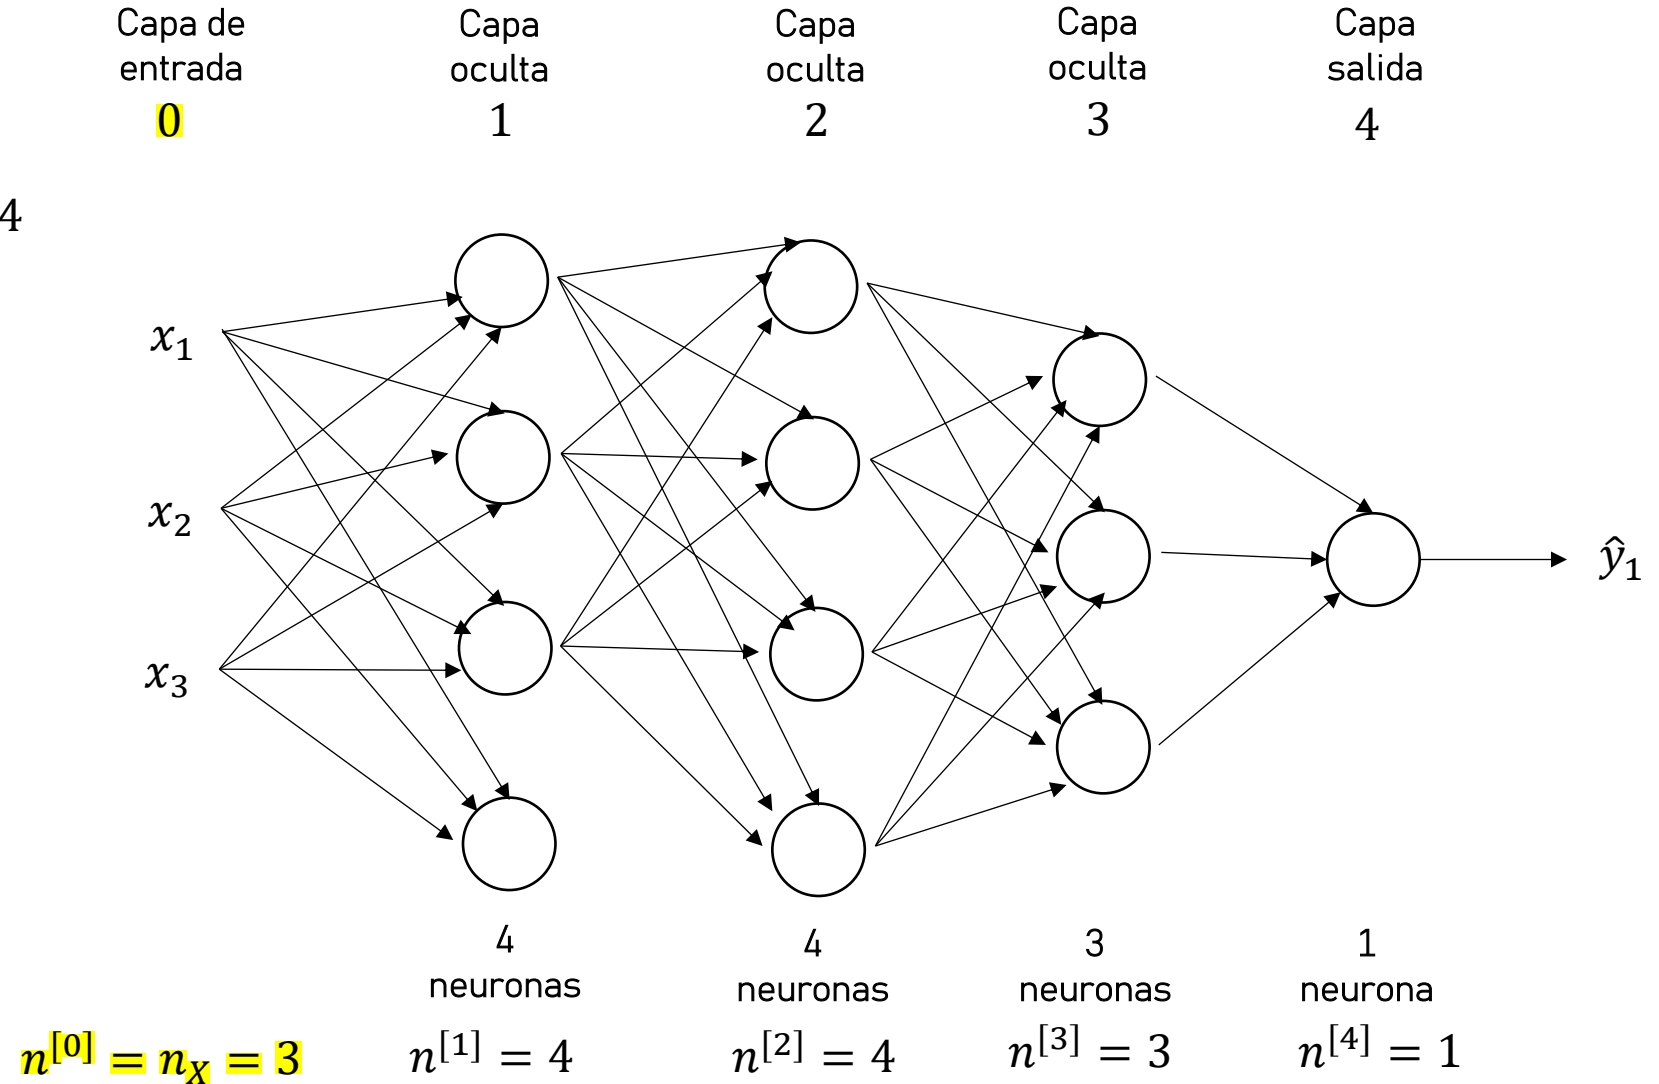 Capa de
entrada
0
Capa
oculta
1
Capa
oculta
2
Capa
oculta
3
Capa
salida
4
4
x₁
x₂
x₃
ŷ₁
4
neuronas
4
neuronas
3
neuronas
1
neurona
n^[0] = n_X = 3
n^[1] = 4
n^[2] = 4
n^[3] = 3
n^[4] = 1